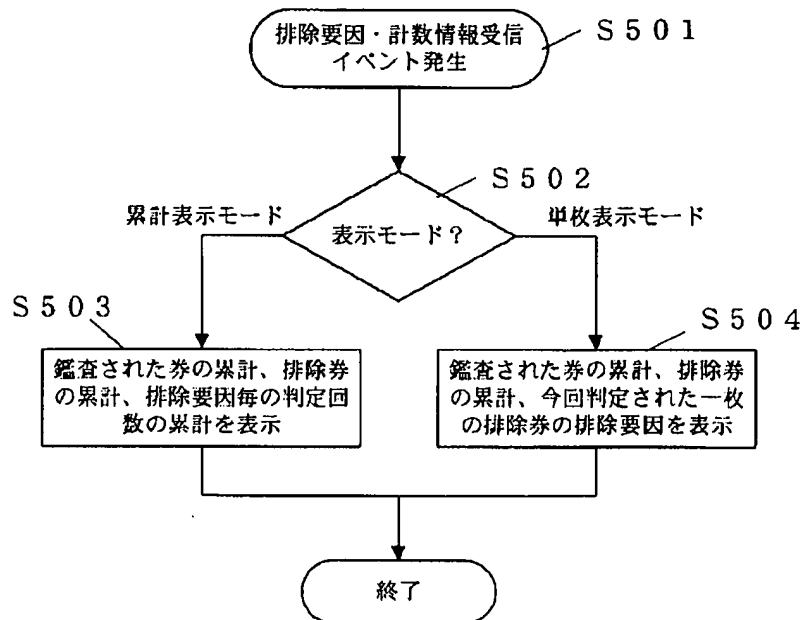 排除要因・計数情報受信
イベント発生
S501
S502
累計表示モード
表示モード?
単枚表示モード
S503
S504
鑑査された券の累計、排除券
の累計、排除要因毎の判定回
数の累計を表示
鑑査された券の累計、排除券
の累計、今回判定された一枚
の排除券の排除要因を表示
終了